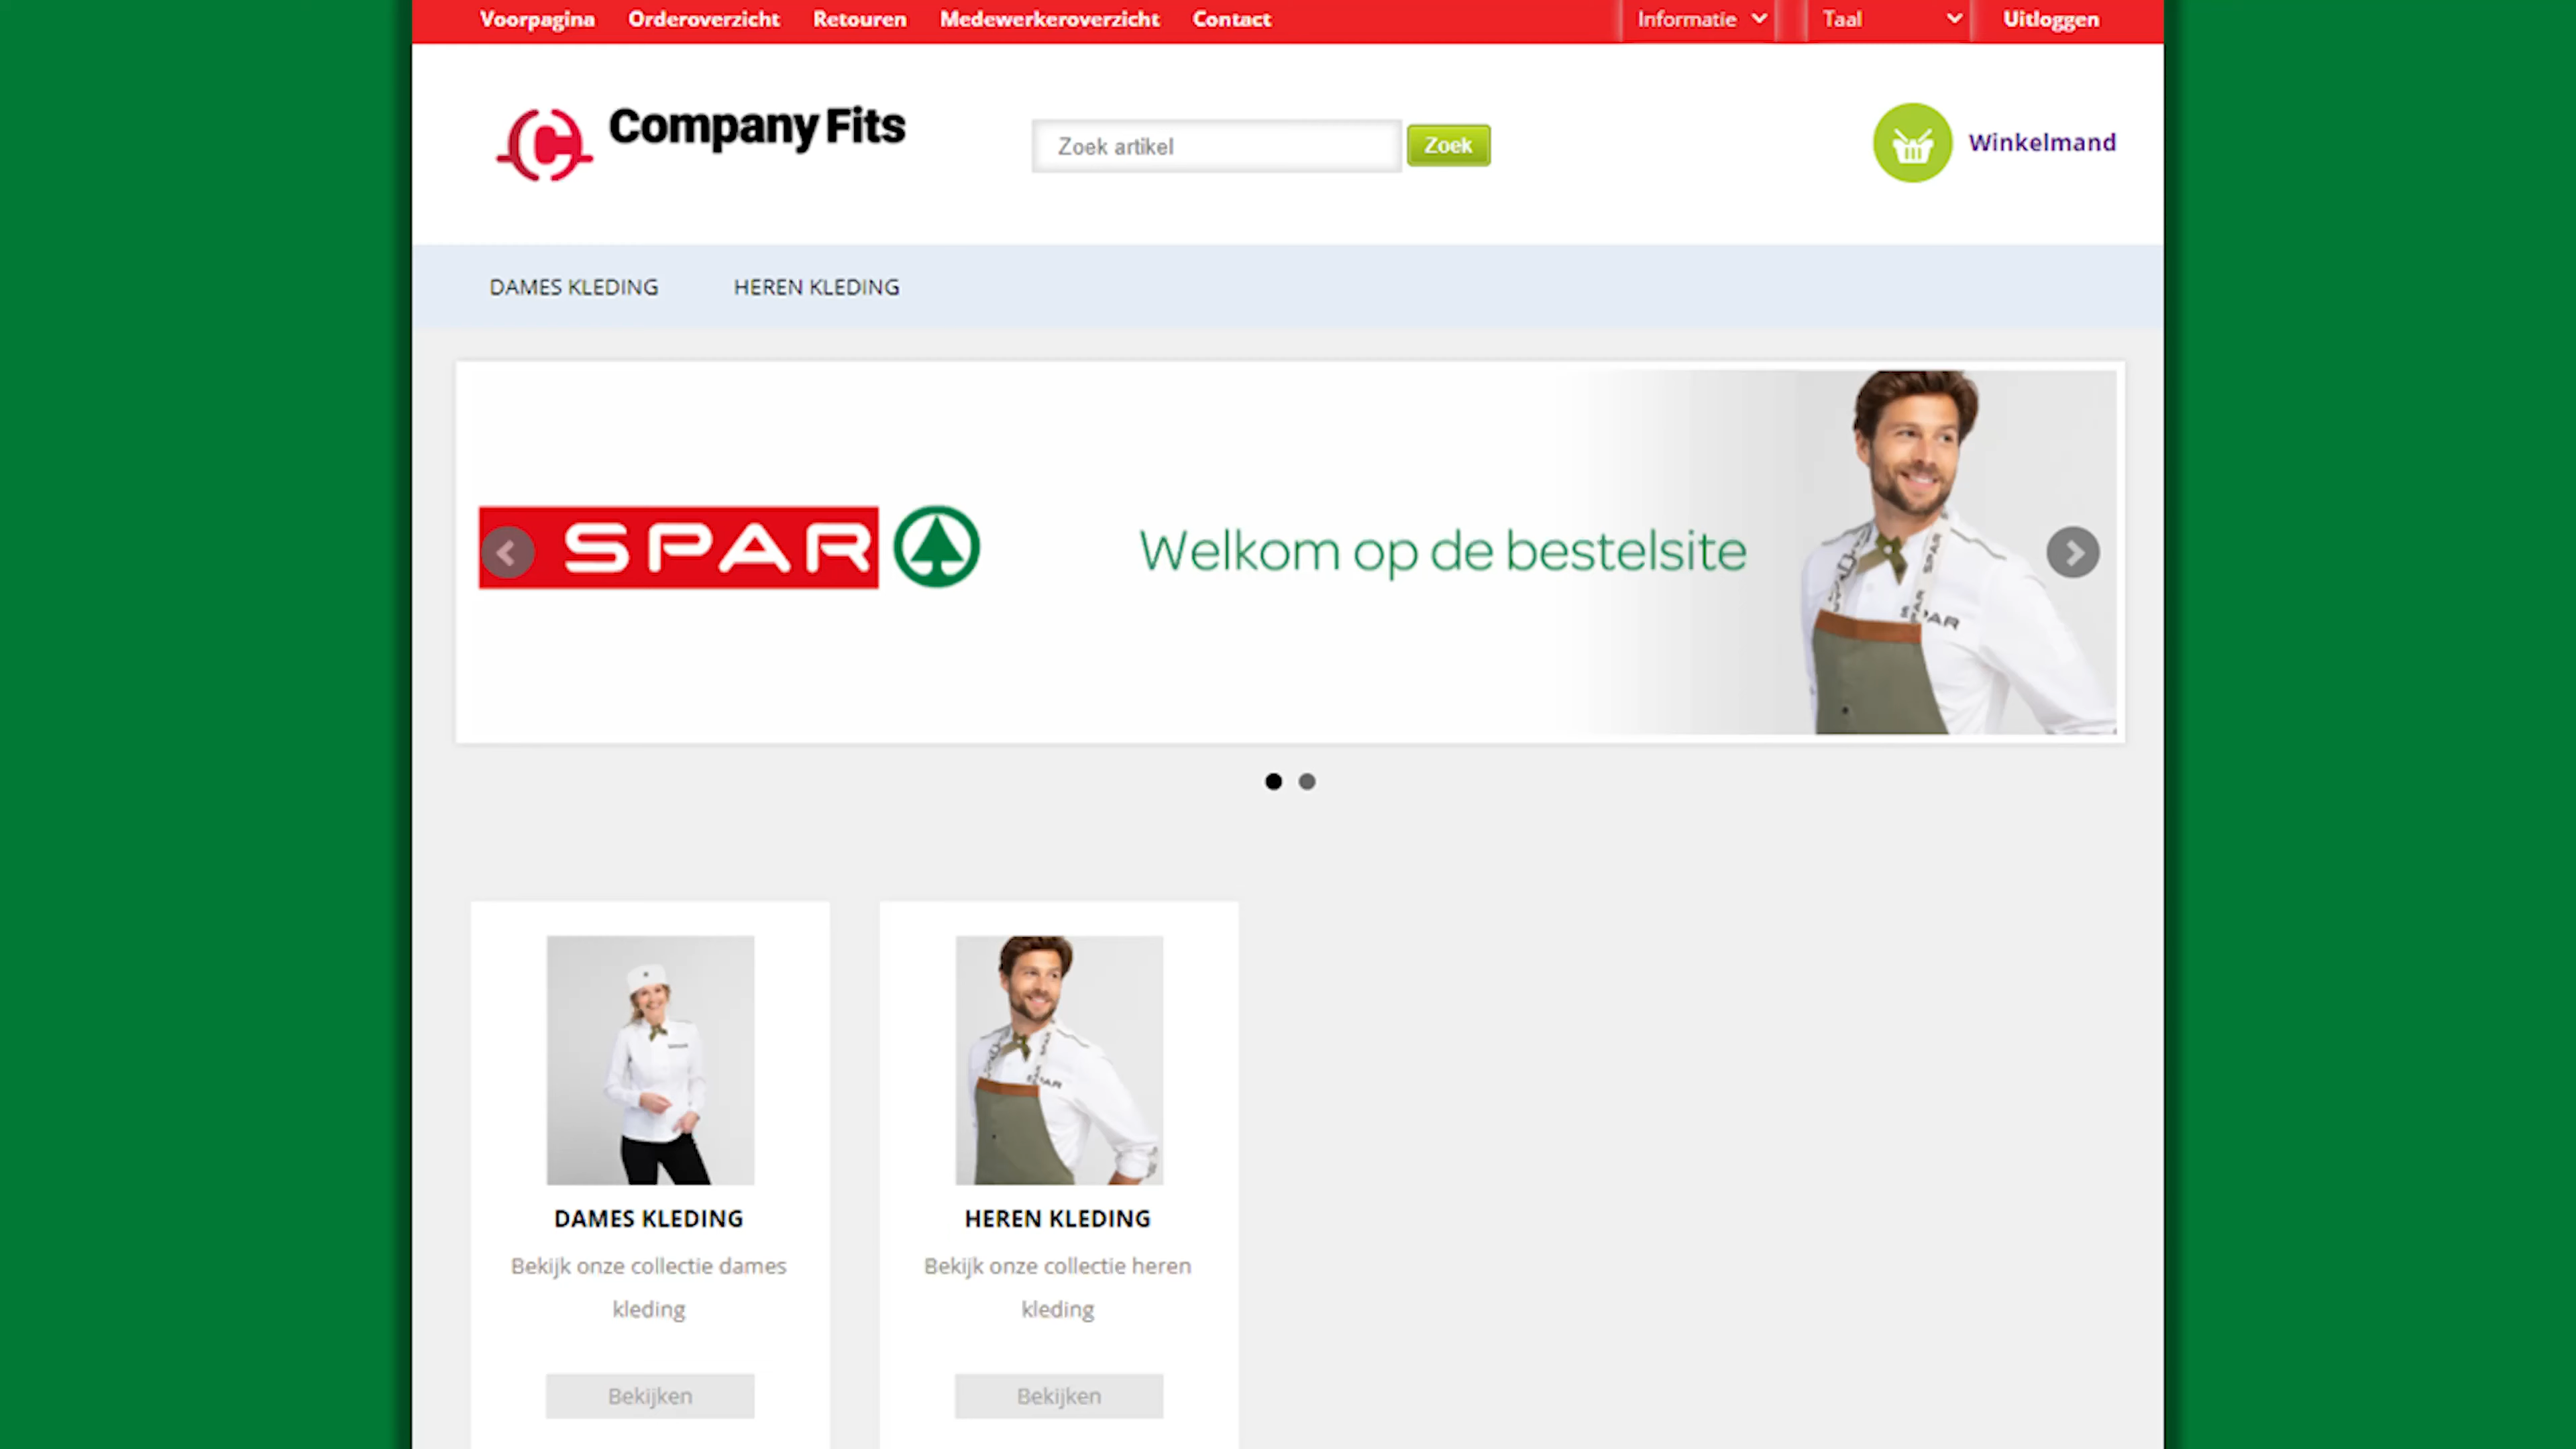 Voorpagina Orderoverzicht Retouren Medewerkeroverzicht Contact Informatie Taal Uitloggen
Company Fits
Zoek artikel Zoek
Winkelmand
DAMES KLEDING HEREN KLEDING
SPAR
Welkom op de bestelsite
SPAR
DAMES KLEDING
Bekijk onze collectie dames
kleding
Bekijken
HEREN KLEDING
Bekijk onze collectie heren
kleding
Bekijken